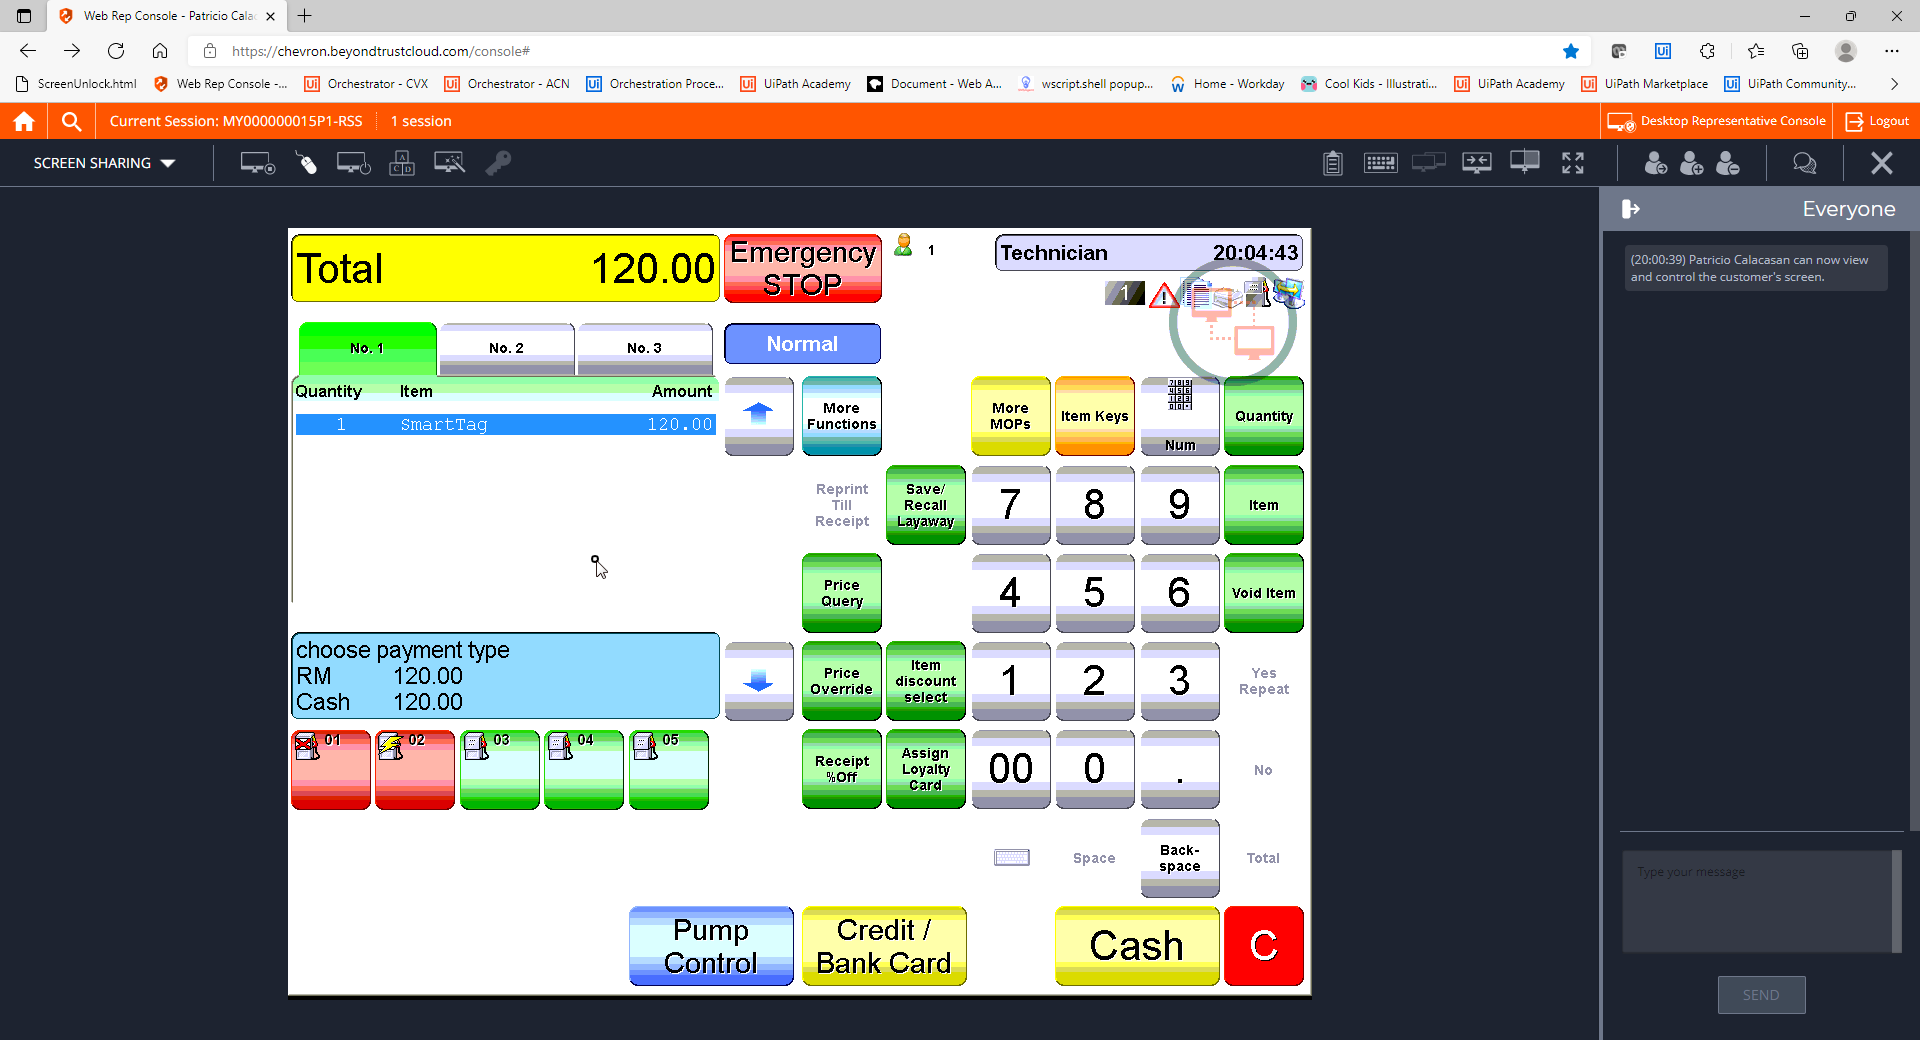 Web Rep Console - Patricio Cala
https://chevron.beyondtrustcloud.com/console#
ScreenUnlock.html
Web Rep Console -...
Orchestrator - CVX
Orchestrator - ACN
Orchestration Proce...
UiPath Academy
Document - Web A...
wscript.shell popup...
Home - Workday
Cool Kids - Illustrati...
UiPath Academy
UiPath Marketplace
UiPath Community...
Current Session: MY000000015P1-RSS
1 session
Desktop Representative Console
Logout
SCREEN SHARING
Everyone
(20:00:39) Patricio Calacasan can now view
and control the customer's screen.
Total 120.00
Emergency
STOP
1
Technician 20:04:43
1
No. 1
No. 2
No. 3
Normal
Quantity Item Amount
1 SmartTag 120.00
More
Functions
More
MOPs
Item Keys
Num
Quantity
Reprint
Till
Receipt
Save/
Recall
Layaway
7
8
9
Item
Price
Query
4
5
6
Void Item
choose payment type
RM 120.00
Cash 120.00
Price
Override
Item
discount
select
1
2
3
Yes
Repeat
01
02
03
04
05
Receipt
%Off
Assign
Loyalty
Card
00
0
.
No
Space
Back-
space
Total
Pump
Control
Credit /
Bank Card
Cash
C
Type your message
SEND